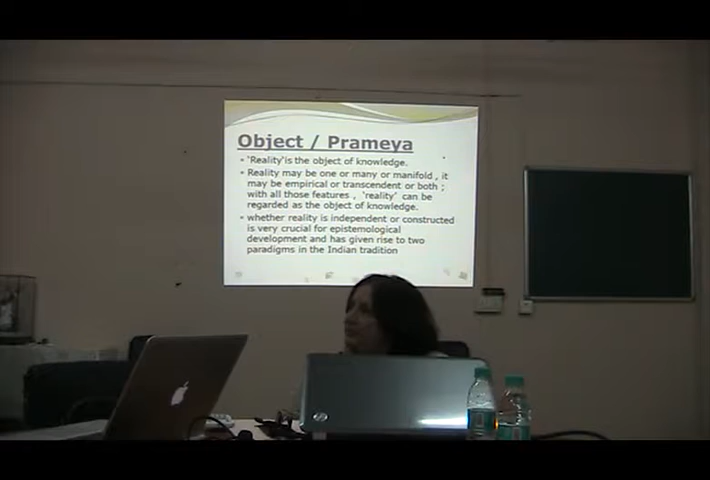 Object / Prameya
• 'Reality'is the object of knowledge.
• Reality may be one or many or manifold , it
may be empirical or transcendent or both ;
with all those features , 'reality' can be
regarded as the object of knowledge.
• whether reality is independent or constructed
is very crucial for epistemological
development and has given rise to two
paradigms in the Indian tradition
hp